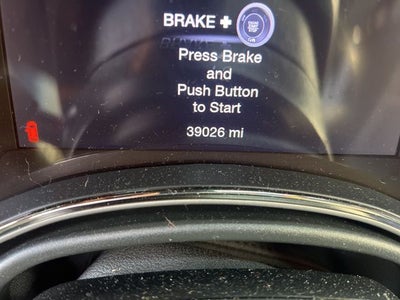 BRAKE +
Press Brake
and
Push Button
to Start
39026 mi